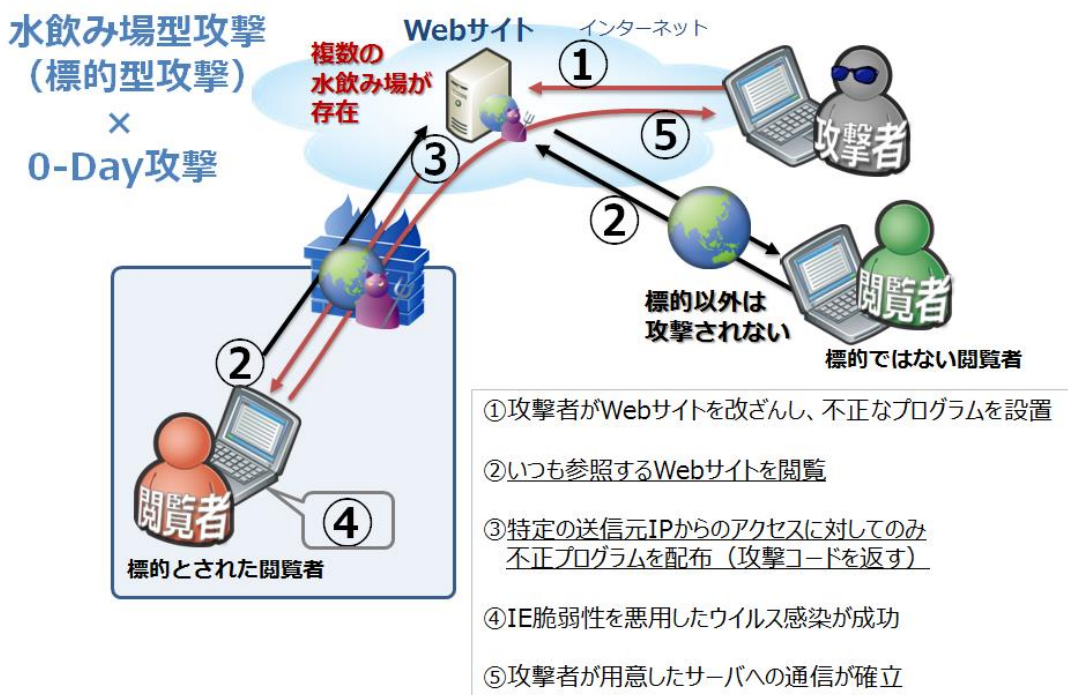 水飲み場型攻撃
（標的型攻撃）
×
0-Day攻撃
Webサイト
インターネット
複数の
水飲み場が
存在
①
⑤
③
②
攻撃者
閲覧者
標的以外は
攻撃されない
標的ではない閲覧者
②
閲覧者
④
標的とされた閲覧者
①攻撃者がWebサイトを改ざんし、不正なプログラムを設置
②いつも参照するWebサイトを閲覧
③特定の送信元IPからのアクセスに対してのみ
不正プログラムを配布（攻撃コードを返す）
④IE脆弱性を悪用したウイルス感染が成功
⑤攻撃者が用意したサーバへの通信が確立